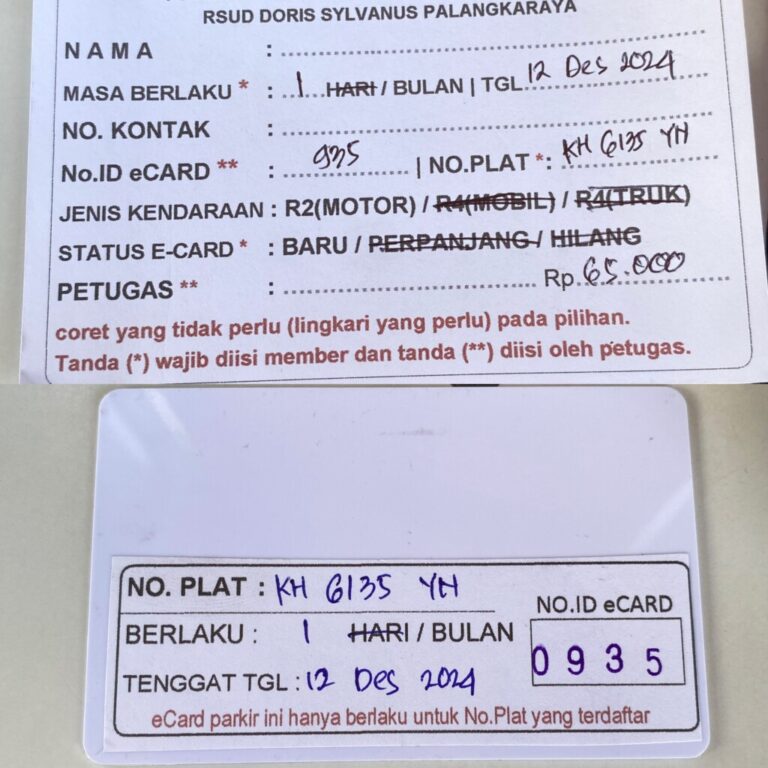 RSUD DORIS SYLVANUS PALANGKARAYA
NAMA :
MASA BERLAKU * : 1 HARI / BULAN | TGL. 12 Des 2024
NO. KONTAK :
No.ID eCARD ** : 935 | NO.PLAT *: KH 6135 YN
JENIS KENDARAAN : R2(MOTOR) / R4(MOBIL) / R4(TRUK)
STATUS E-CARD * : BARU / PERPANJANG / HILANG
PETUGAS ** : Rp. 65.000
coret yang tidak perlu (lingkari yang perlu) pada pilihan.
Tanda (*) wajib diisi member dan tanda (**) diisi oleh petugas.
NO. PLAT : KH 6135 YN
NO.ID eCARD
BERLAKU : 1 HARI / BULAN
0935
TENGGAT TGL : 12 Des 2024
eCard parkir ini hanya berlaku untuk No.Plat yang terdaftar